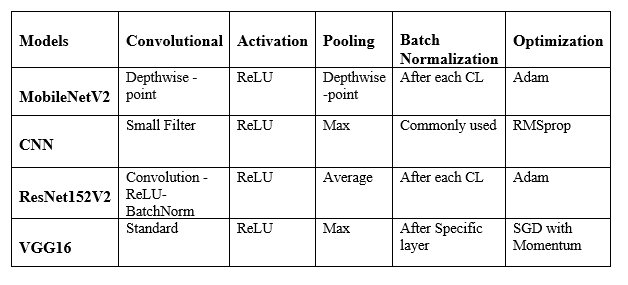 Models Convolutional Activation Pooling Batch Normalization Optimization
MobileNetV2 Depthwise - point ReLU Depthwise -point After each CL Adam
CNN Small Filter ReLU Max Commonly used RMSprop
ResNet152V2 Convolution - ReLU- BatchNorm ReLU Average After each CL Adam
VGG16 Standard ReLU Max After Specific layer SGD with Momentum